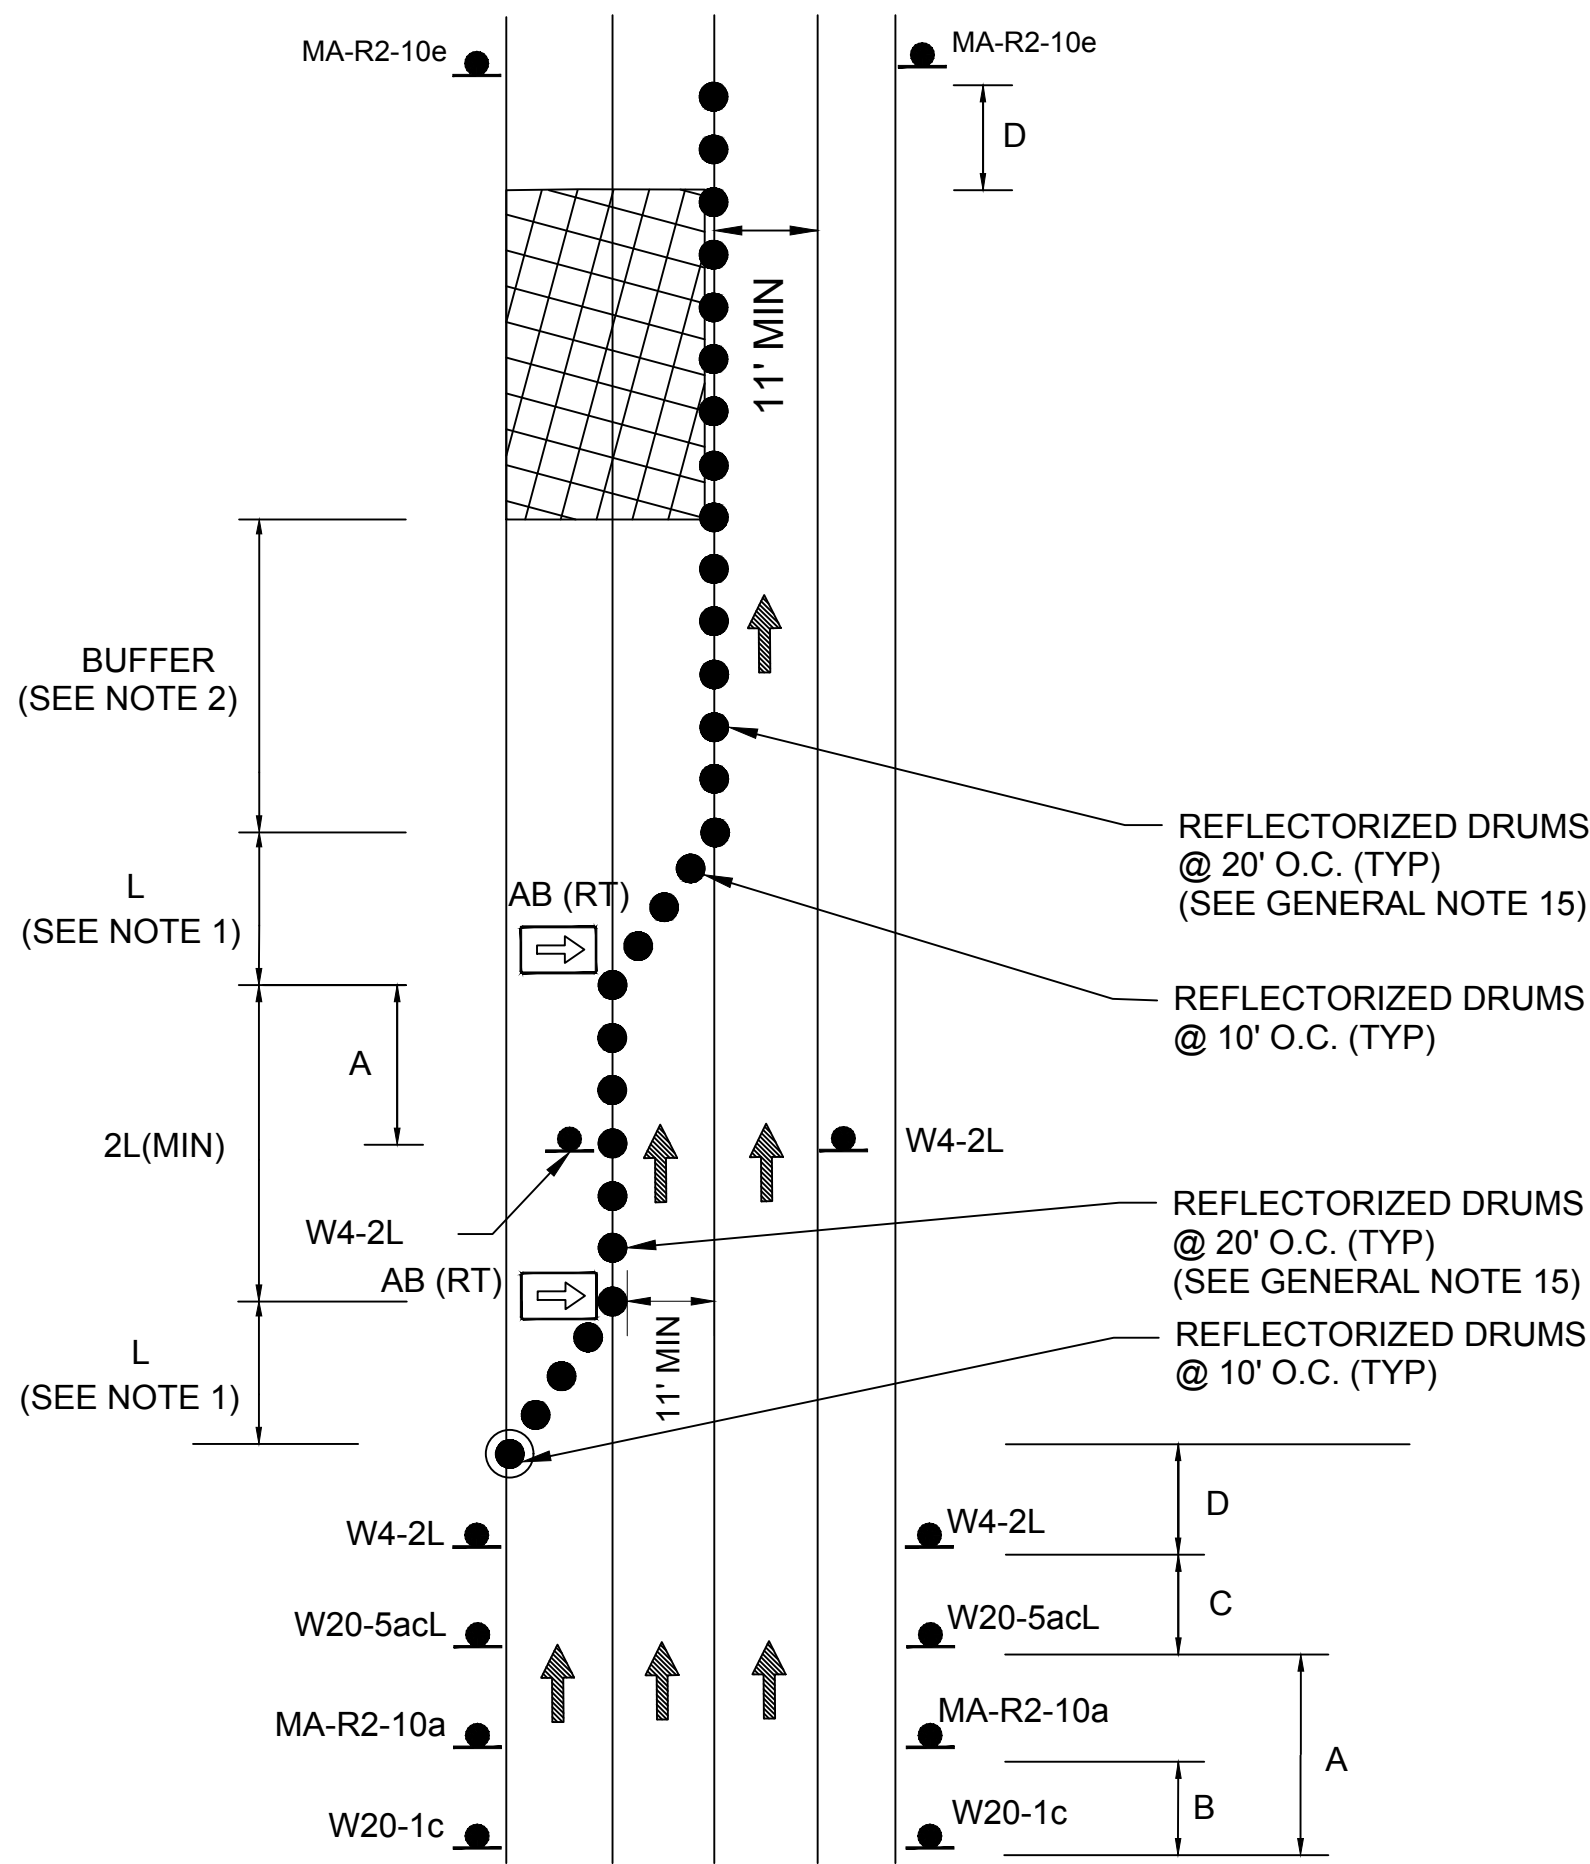 MA-R2-10e
MA-R2-10e
D
11' MIN
BUFFER
(SEE NOTE 2)
REFLECTORIZED DRUMS
@ 20' O.C. (TYP)
(SEE GENERAL NOTE 15)
L
(SEE NOTE 1)
AB (RT)
REFLECTORIZED DRUMS
@ 10' O.C. (TYP)
A
2L(MIN)
W4-2L
W4-2L
REFLECTORIZED DRUMS
@ 20' O.C. (TYP)
(SEE GENERAL NOTE 15)
AB (RT)
L
(SEE NOTE 1)
11' MIN
REFLECTORIZED DRUMS
@ 10' O.C. (TYP)
W4-2L
W4-2L
D
C
W20-5acL
W20-5acL
MA-R2-10a
MA-R2-10a
A
B
W20-1c
W20-1c